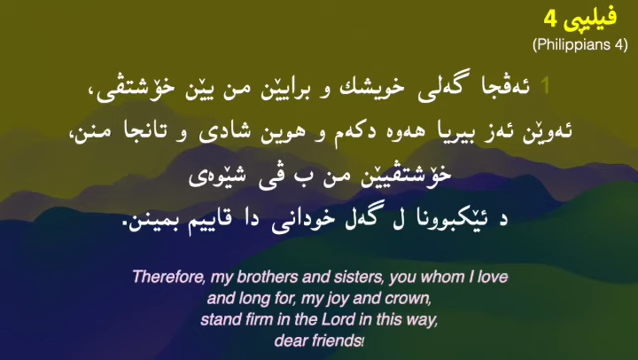 فیلیپی 4
(Philippians 4)
1 ئەڤجا گەلی خویشك و برایێن من یێن خۆشتڤی،
ئەوێن ئەز بیریا هەوە دكەم و هوین شادی و تانجا منن،
خۆشتڤییێن من ب ڤی شێوەی
د ئێكبوونا ل گەل خودانی دا قاییم بمینن.
Therefore, my brothers and sisters, you whom I love
and long for, my joy and crown,
stand firm in the Lord in this way,
dear friends!